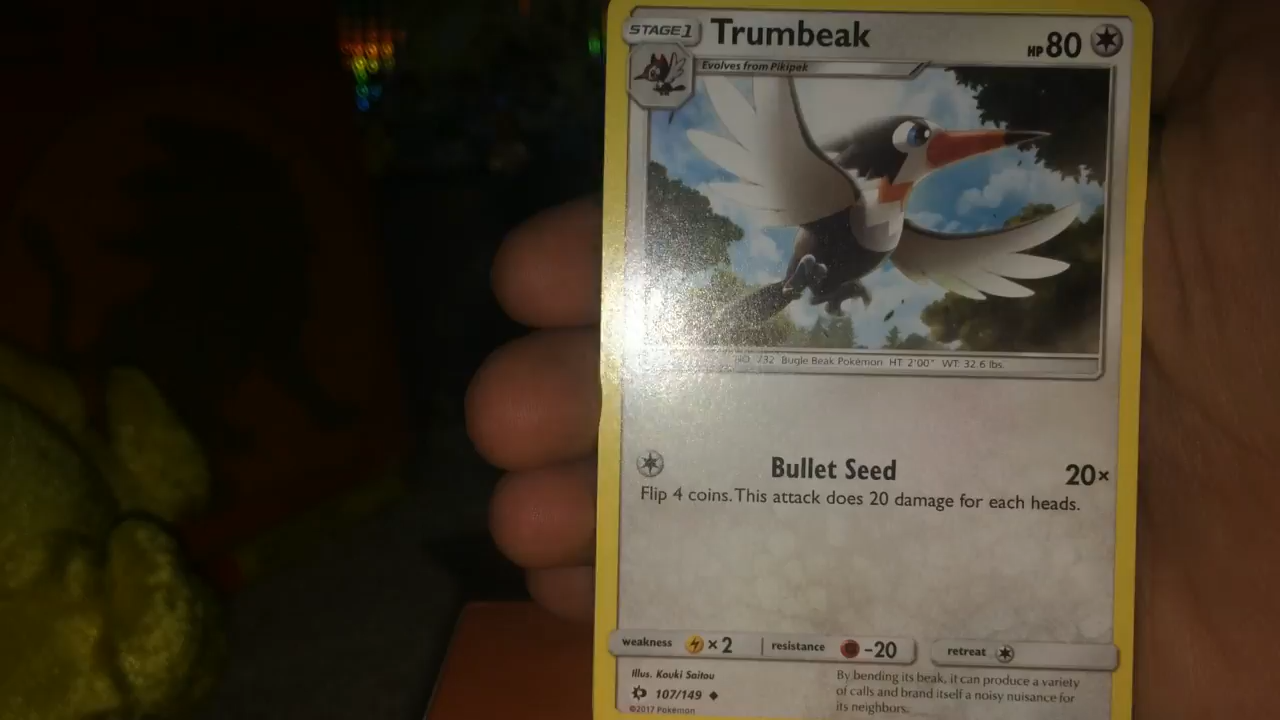 STAGE 1
Trumbeak
HP 80
Evolves from Pikipek
NO. 732 Bugle Beak Pokémon HT: 2'00" WT: 32.6 lbs.
Bullet Seed 20×
Flip 4 coins. This attack does 20 damage for each heads.
weakness ×2 resistance -20 retreat
Illus. Kouki Saitou
107/149
©2017 Pokémon
By bending its beak, it can produce a variety
of calls and brand itself a noisy nuisance for
its neighbors.